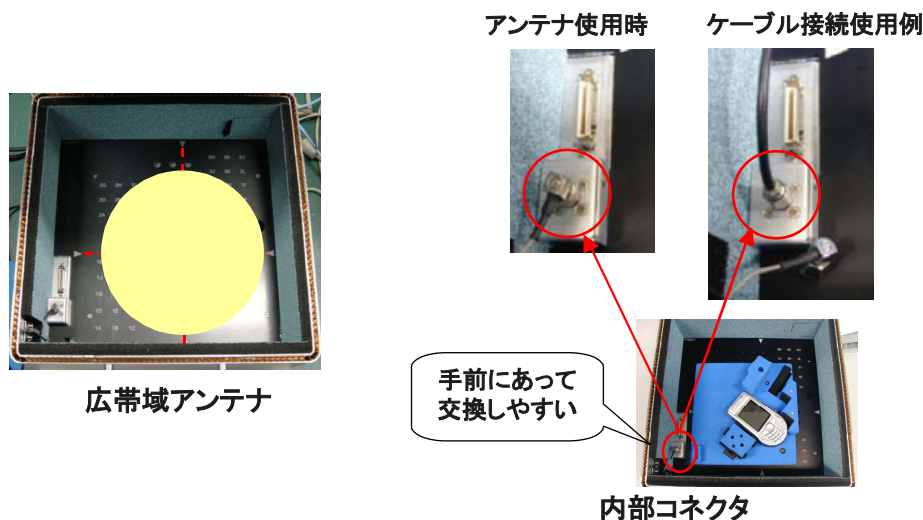 アンテナ使用時
ケーブル接続使用例
広帯域アンテナ
手前にあって
交換しやすい
内部コネクタ